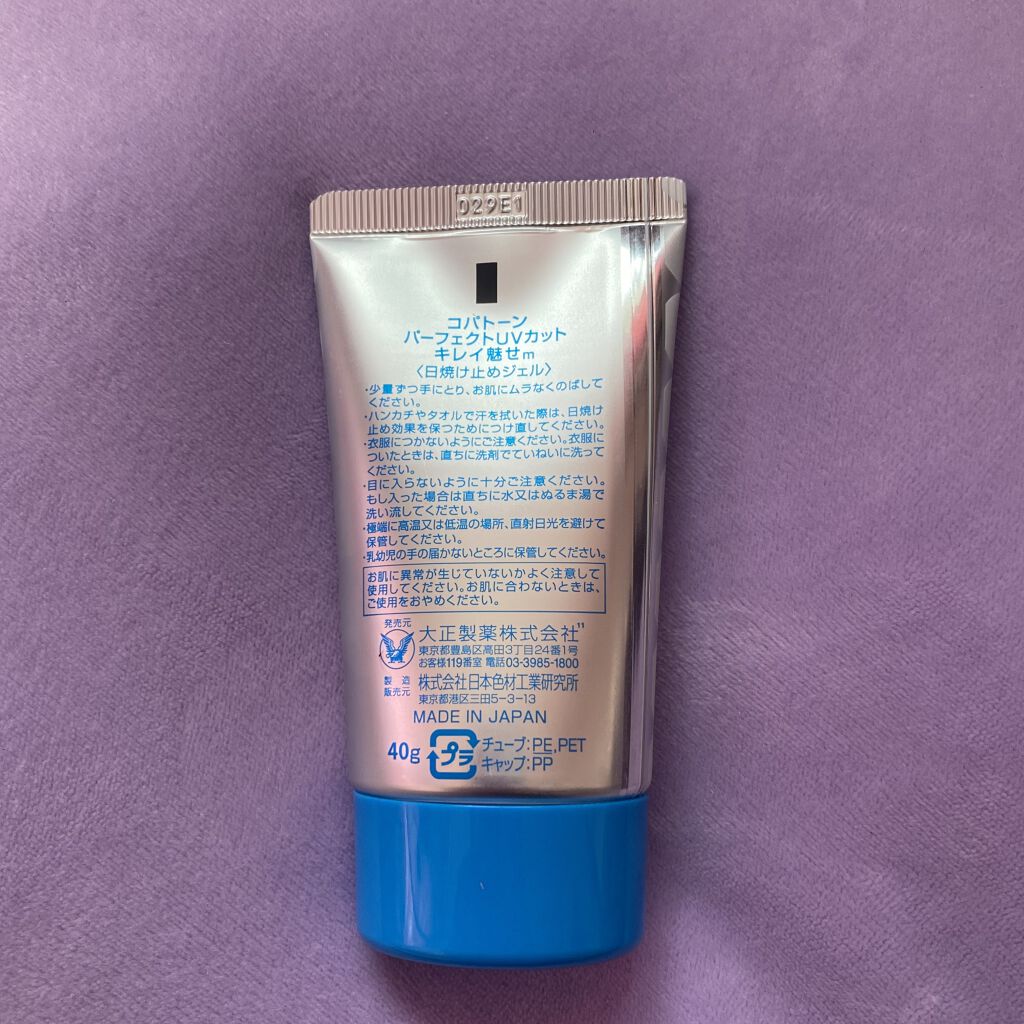 D29E1
コパトーン
パーフェクトUVカット
キレイ魅せm
〈日焼け止めジェル〉
・少量ずつ手にとり、お肌にムラなくのばして
ください。
・ハンカチやタオルで汗を拭いた際は、日焼け
止め効果を保つためにつけ直してください。
・衣服につかないようにご注意ください。衣服に
ついたときは、直ちに洗剤でていねいに洗って
ください。
・目に入らないように十分ご注意ください。
もし入った場合は直ちに水又はぬるま湯で
洗い流してください。
・極端に高温又は低温の場所、直射日光を避けて
保管してください。
・乳幼児の手の届かないところに保管してください。
お肌に異常が生じていないかよく注意して
使用してください。お肌に合わないときは、
ご使用をおやめください。
発売元
大正製薬株式会社11
東京都豊島区高田3丁目24番1号
お客様119番室 電話03-3985-1800
製造
販売元
株式会社日本色材工業研究所
東京都港区三田5-3-13
MADE IN JAPAN
40g プラ チューブ:PE,PET
キャップ:PP